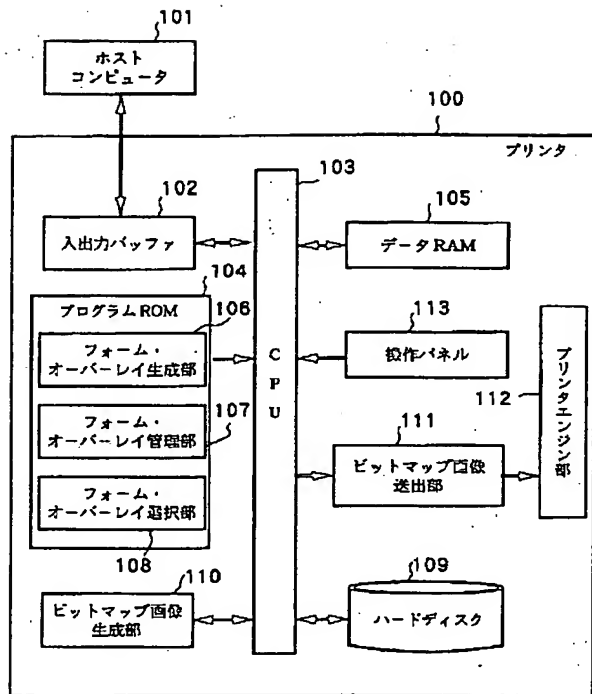 101
ホスト
コンピュータ
100
プリンタ
102
103
105
入出力バッファ
データRAM
104
プログラムROM
106
フォーム・
オーバーレイ生成部
113
操作パネル
C
P
U
フォーム・
オーバーレイ管理部
107
112
プリンタエンジン部
111
ビットマップ画像
送出部
フォーム・
オーバーレイ選択部
108
110
ビットマップ画像
生成部
109
ハードディスク